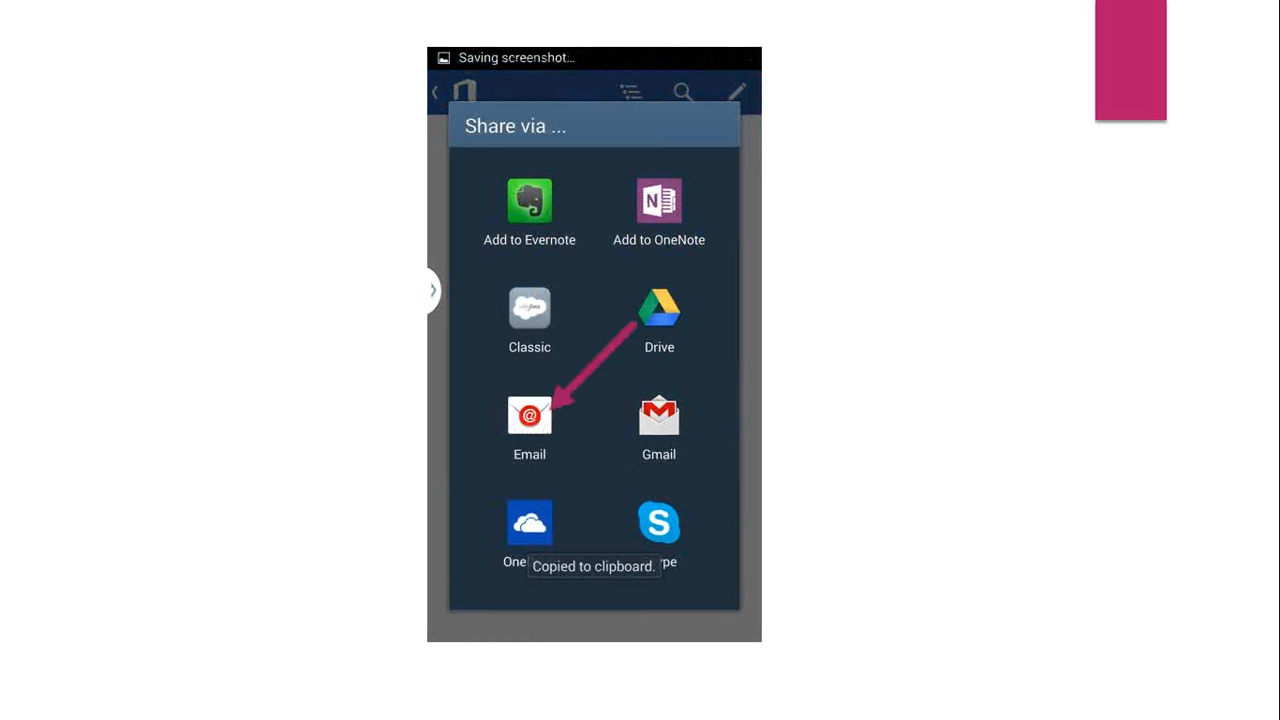 Saving screenshot...
Share via ...
Add to Evernote
Add to OneNote
N
Classic
Drive
@
Email
Gmail
S
One
pe
Copied to clipboard.